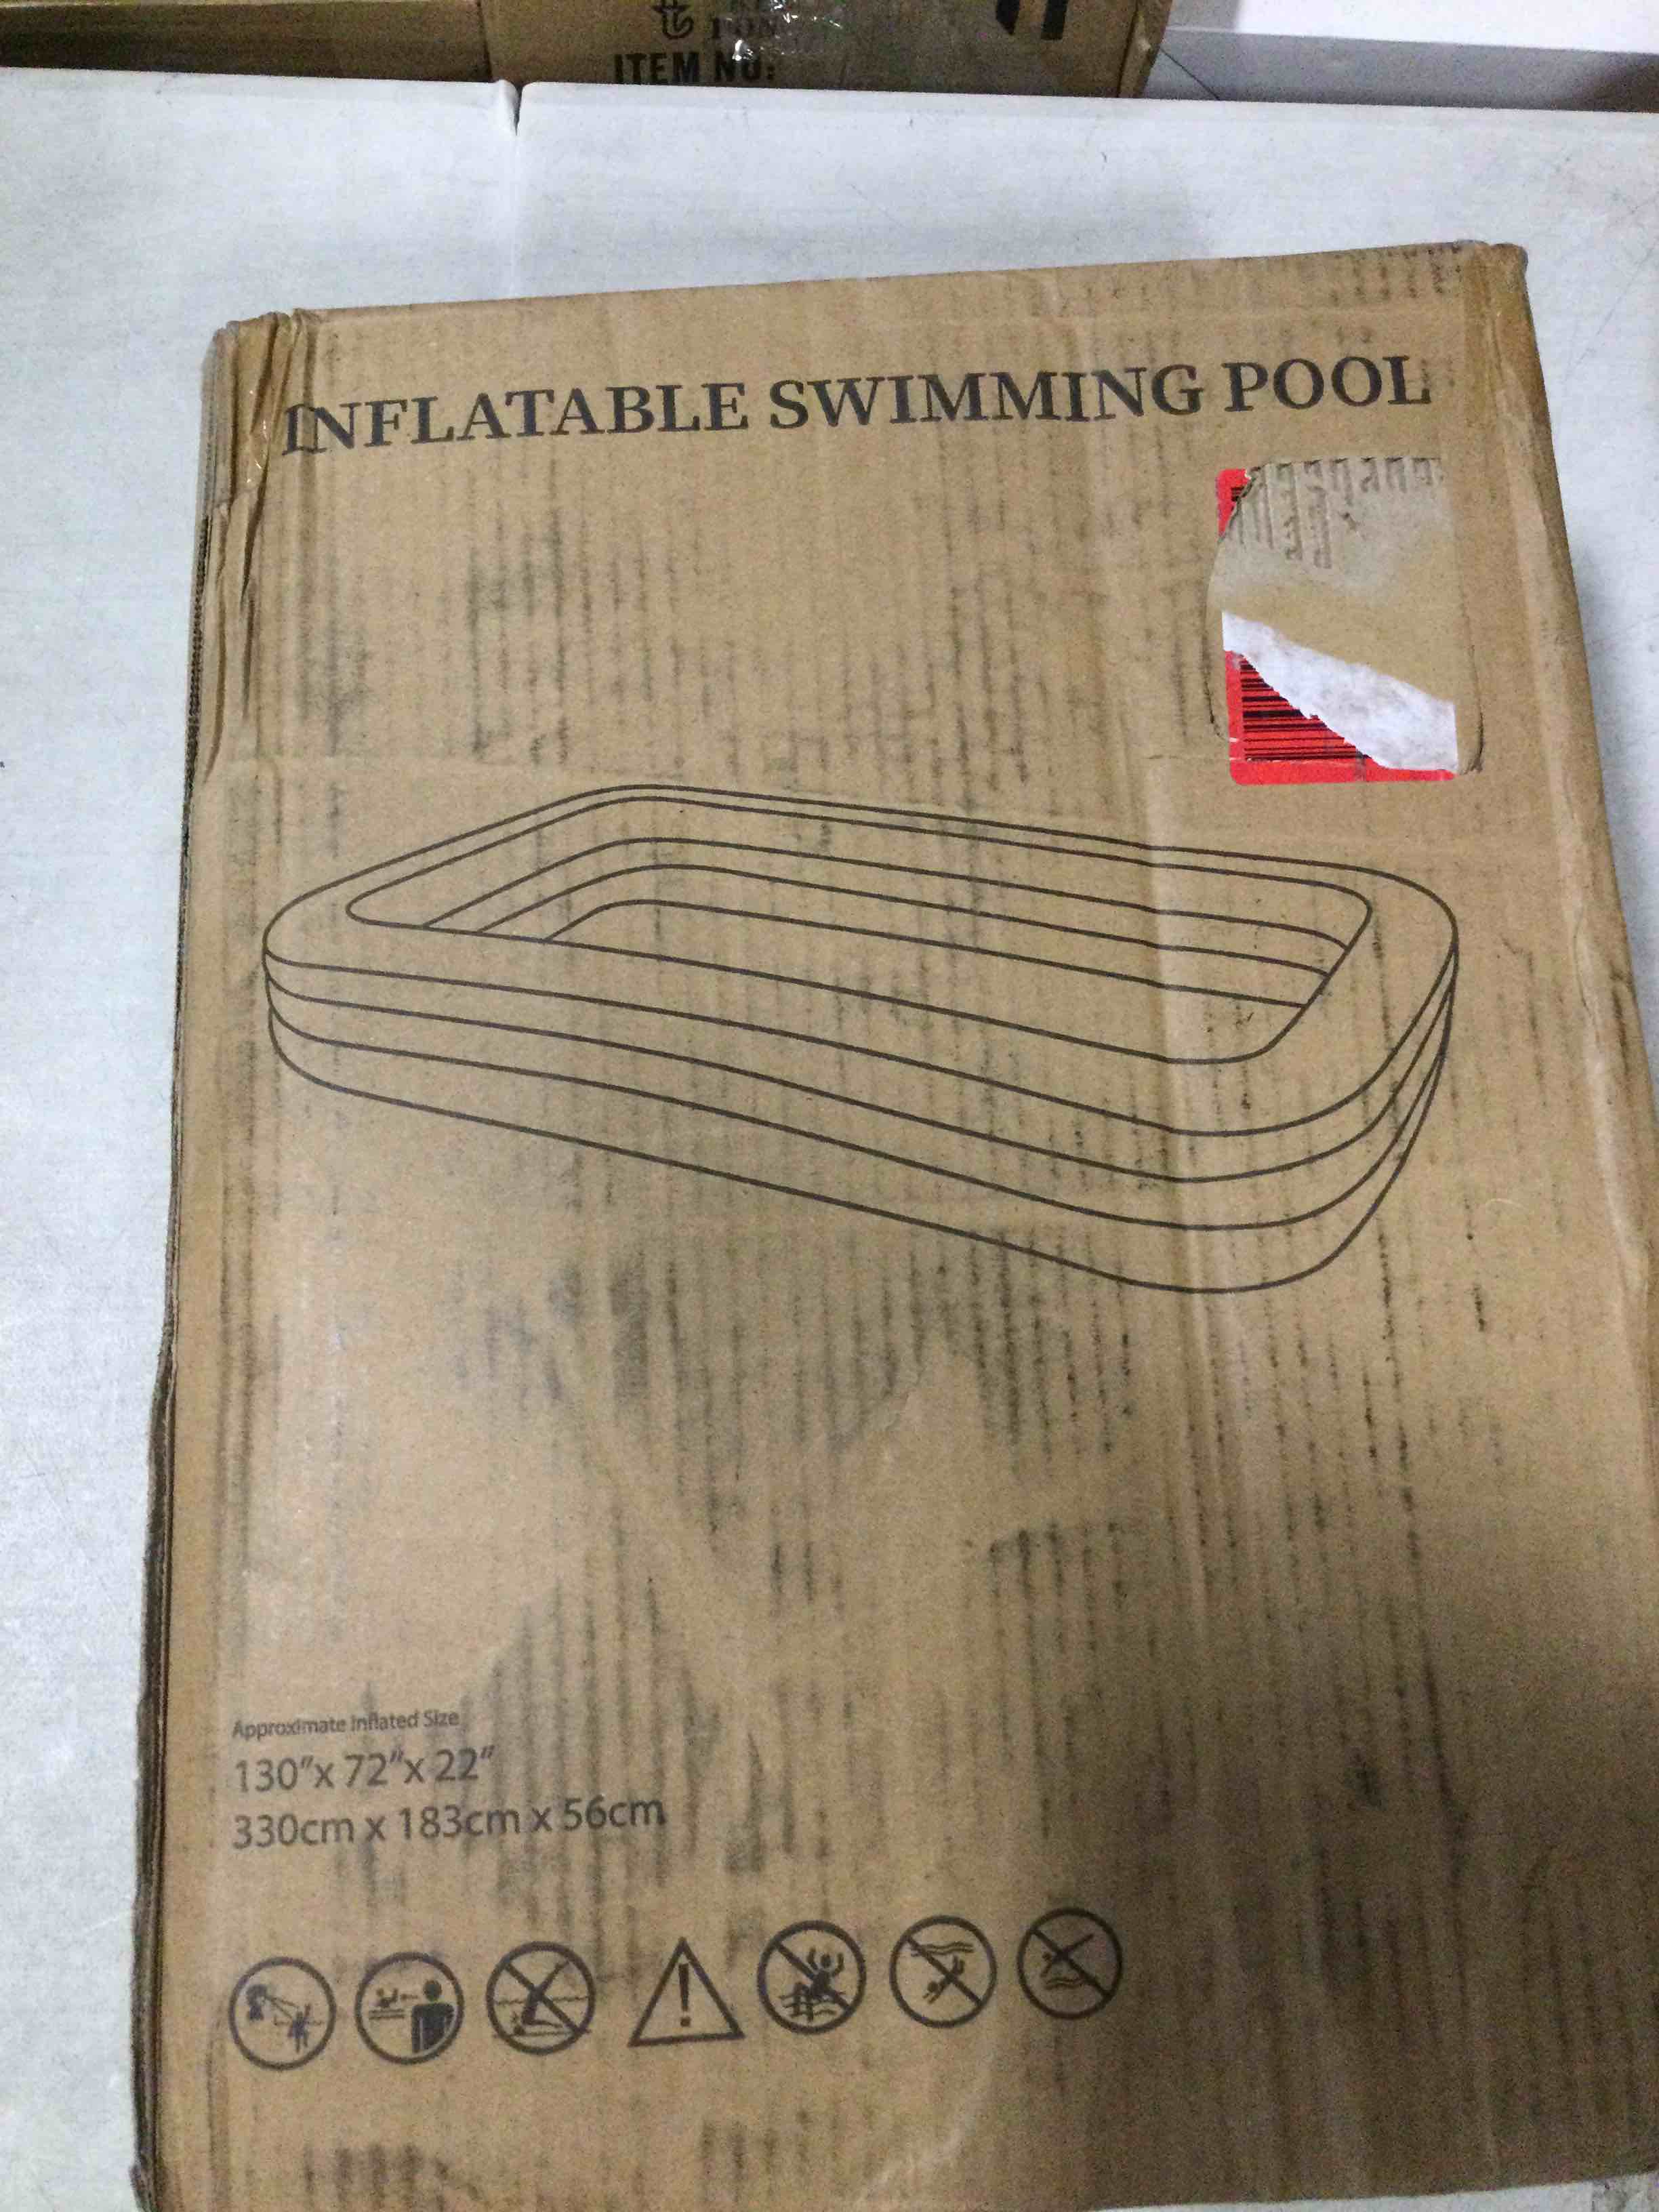 ITEM NO:
INFLATABLE SWIMMING POOL
Approximate Inflated Size
130"x 72"x 22"
330cm x 183cm x 56cm